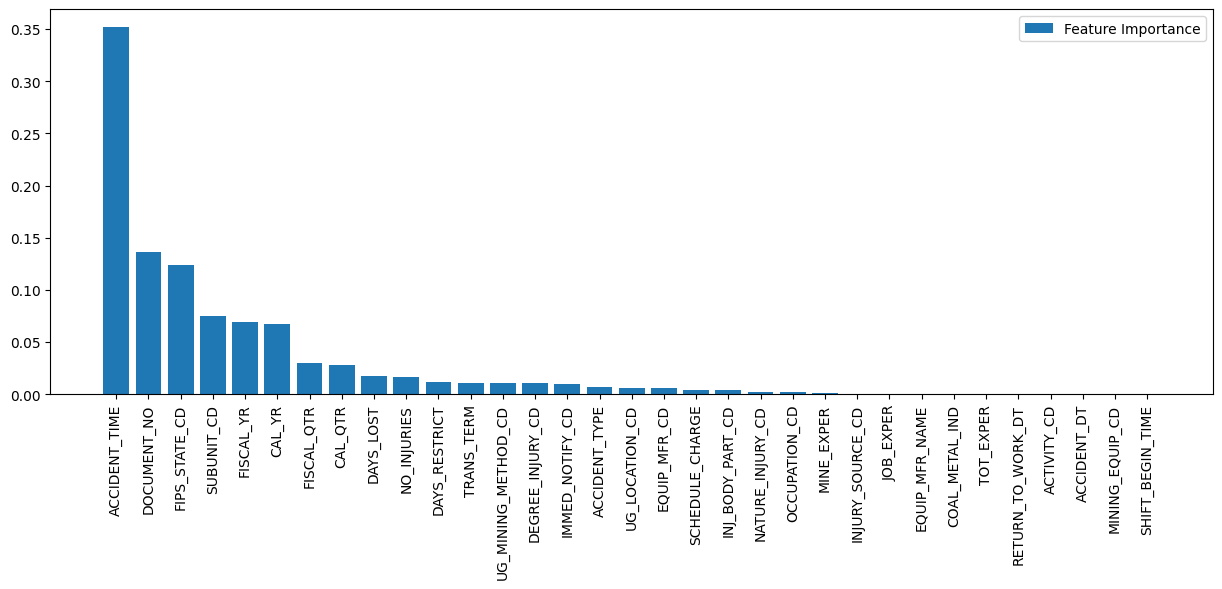 Feature Importance
0.35
0.30
0.25
0.20
0.15
0.10
0.05
0.00
ACCIDENT_TIME
DOCUMENT_NO
FIPS_STATE_CD
SUBUNIT_CD
FISCAL_YR
CAL_YR
FISCAL_QTR
CAL_QTR
DAYS_LOST
NO_INJURIES
DAYS_RESTRICT
TRANS_TERM
UG_MINING_METHOD_CD
DEGREE_INJURY_CD
IMMED_NOTIFY_CD
ACCIDENT_TYPE
UG_LOCATION_CD
EQUIP_MFR_CD
SCHEDULE_CHARGE
INJ_BODY_PART_CD
NATURE_INJURY_CD
OCCUPATION_CD
MINE_EXPER
INJURY_SOURCE_CD
JOB_EXPER
EQUIP_MFR_NAME
COAL_METAL_IND
TOT_EXPER
RETURN_TO_WORK_DT
ACTIVITY_CD
ACCIDENT_DT
MINING_EQUIP_CD
SHIFT_BEGIN_TIME